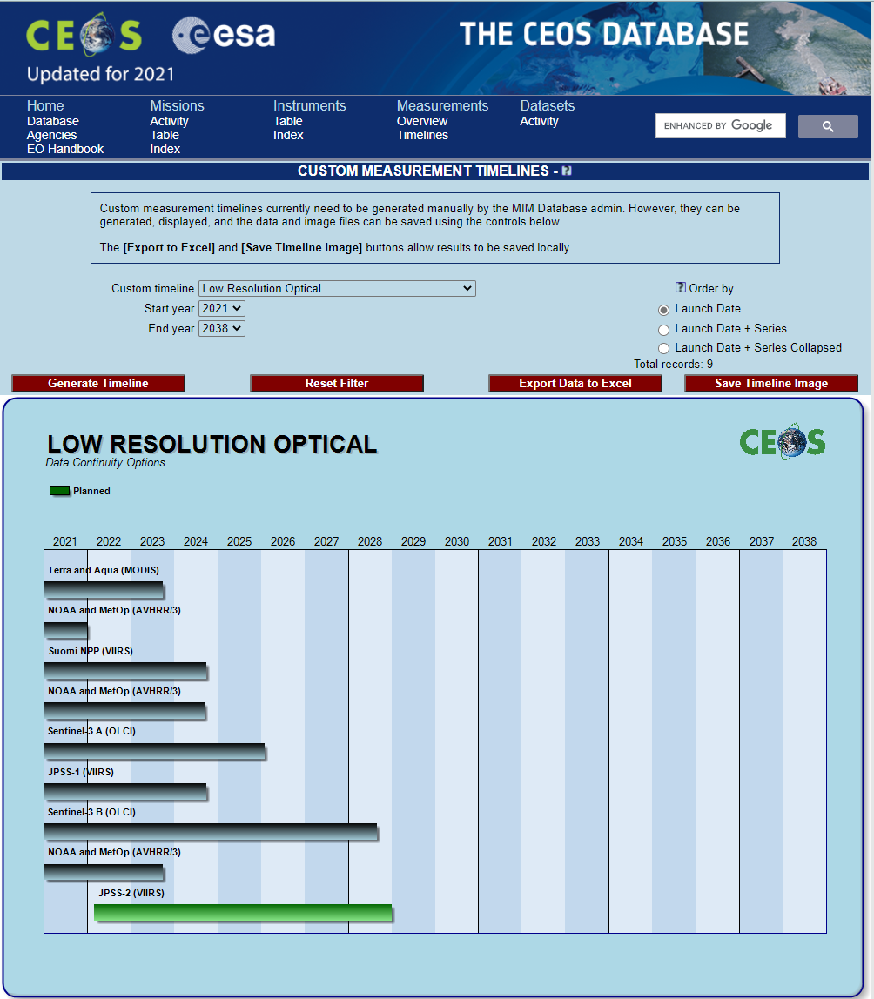 CEOS esa
Updated for 2021
THE CEOS DATABASE
Home Missions Instruments Measurements Datasets
Database Activity Table Overview Activity
Agencies Table Index Timelines
EO Handbook Index
ENHANCED BY Google
CUSTOM MEASUREMENT TIMELINES - ?
Custom measurement timelines currently need to be generated manually by the MIM Database admin. However, they can be
generated, displayed, and the data and image files can be saved using the controls below.
The [Export to Excel] and [Save Timeline Image] buttons allow results to be saved locally.
Custom timeline Low Resolution Optical
Start year 2021
End year 2038
? Order by
Launch Date
Launch Date + Series
Launch Date + Series Collapsed
Total records: 9
Generate Timeline Reset Filter Export Data to Excel Save Timeline Image
LOW RESOLUTION OPTICAL
Data Continuity Options
CEOS
Planned
2021 2022 2023 2024 2025 2026 2027 2028 2029 2030 2031 2032 2033 2034 2035 2036 2037 2038
Terra and Aqua (MODIS)
NOAA and MetOp (AVHRR/3)
Suomi NPP (VIIRS)
NOAA and MetOp (AVHRR/3)
Sentinel-3 A (OLCI)
JPSS-1 (VIIRS)
Sentinel-3 B (OLCI)
NOAA and MetOp (AVHRR/3)
JPSS-2 (VIIRS)